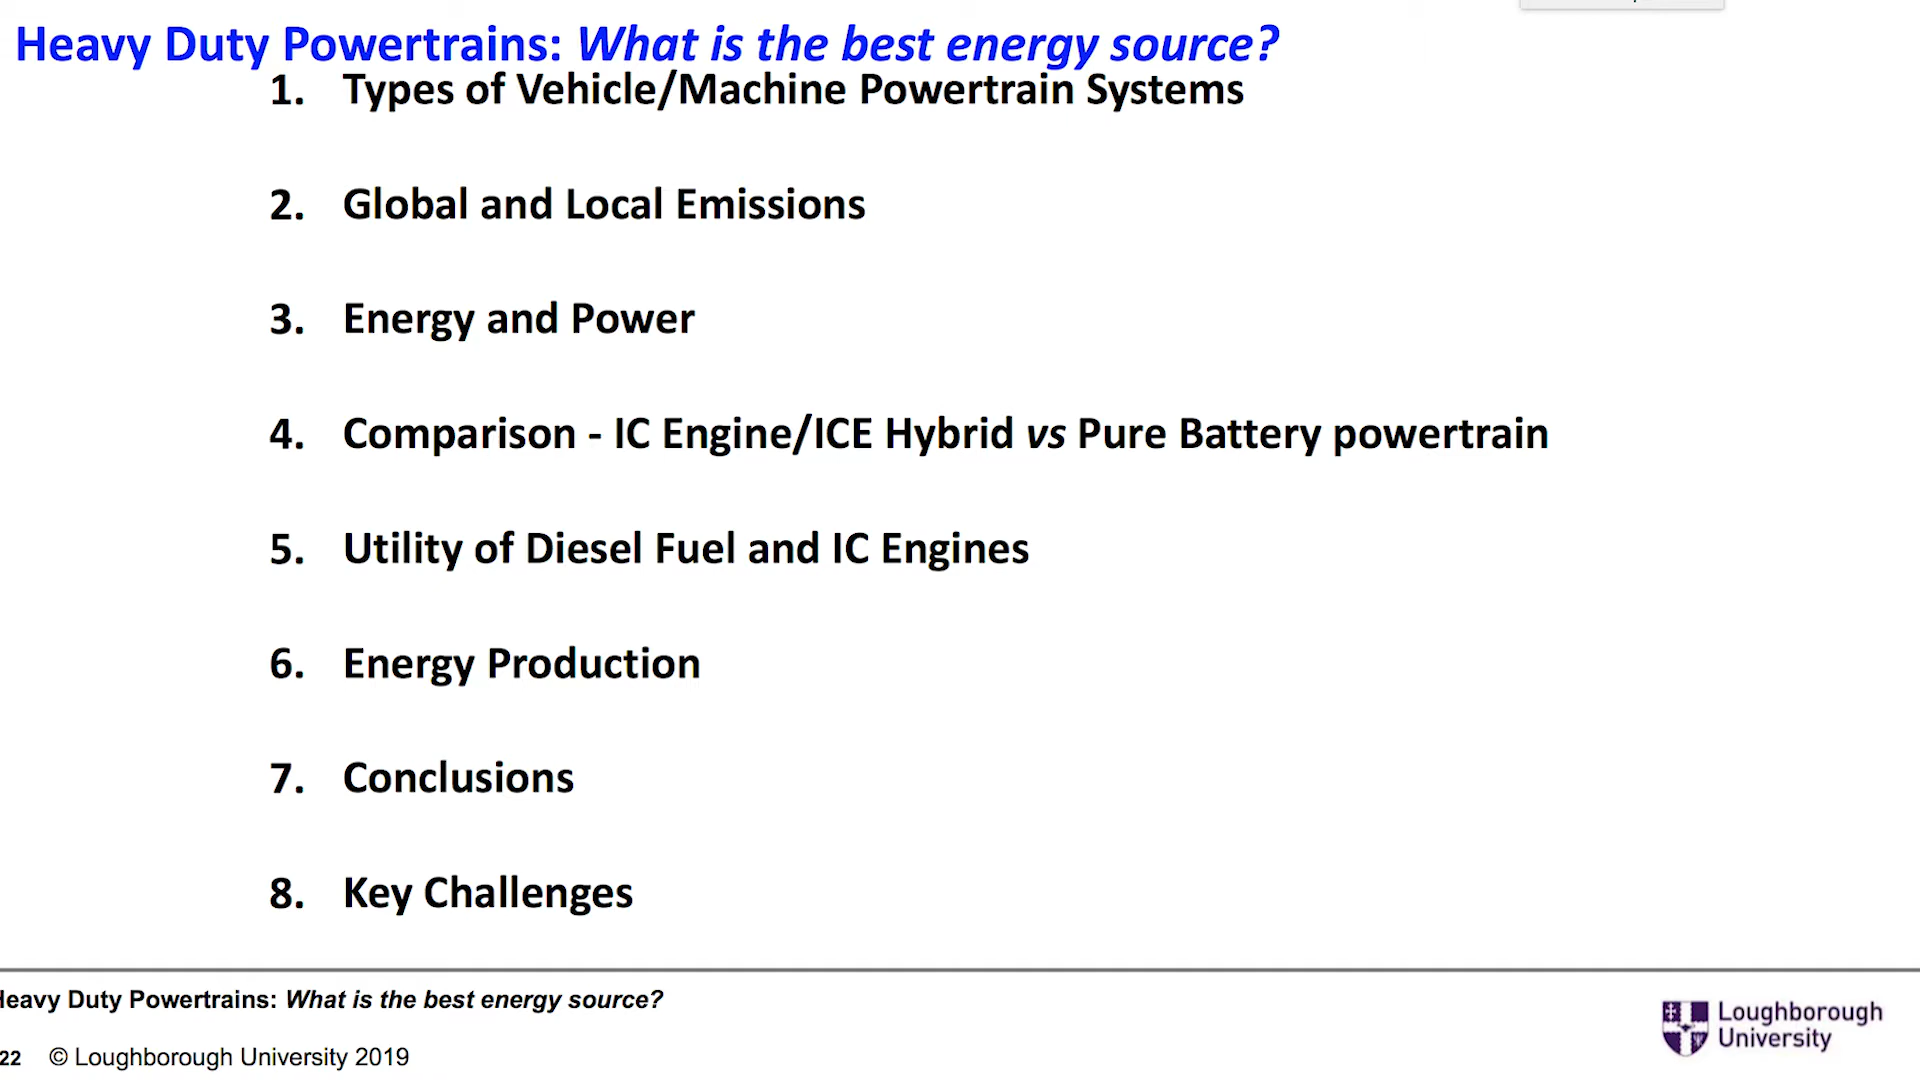 Heavy Duty Powertrains: What is the best energy source?
1. Types of Vehicle/Machine Powertrain Systems
2. Global and Local Emissions
3. Energy and Power
4. Comparison - IC Engine/ICE Hybrid vs Pure Battery powertrain
5. Utility of Diesel Fuel and IC Engines
6. Energy Production
7. Conclusions
8. Key Challenges
Heavy Duty Powertrains: What is the best energy source?
22 © Loughborough University 2019
Loughborough
University